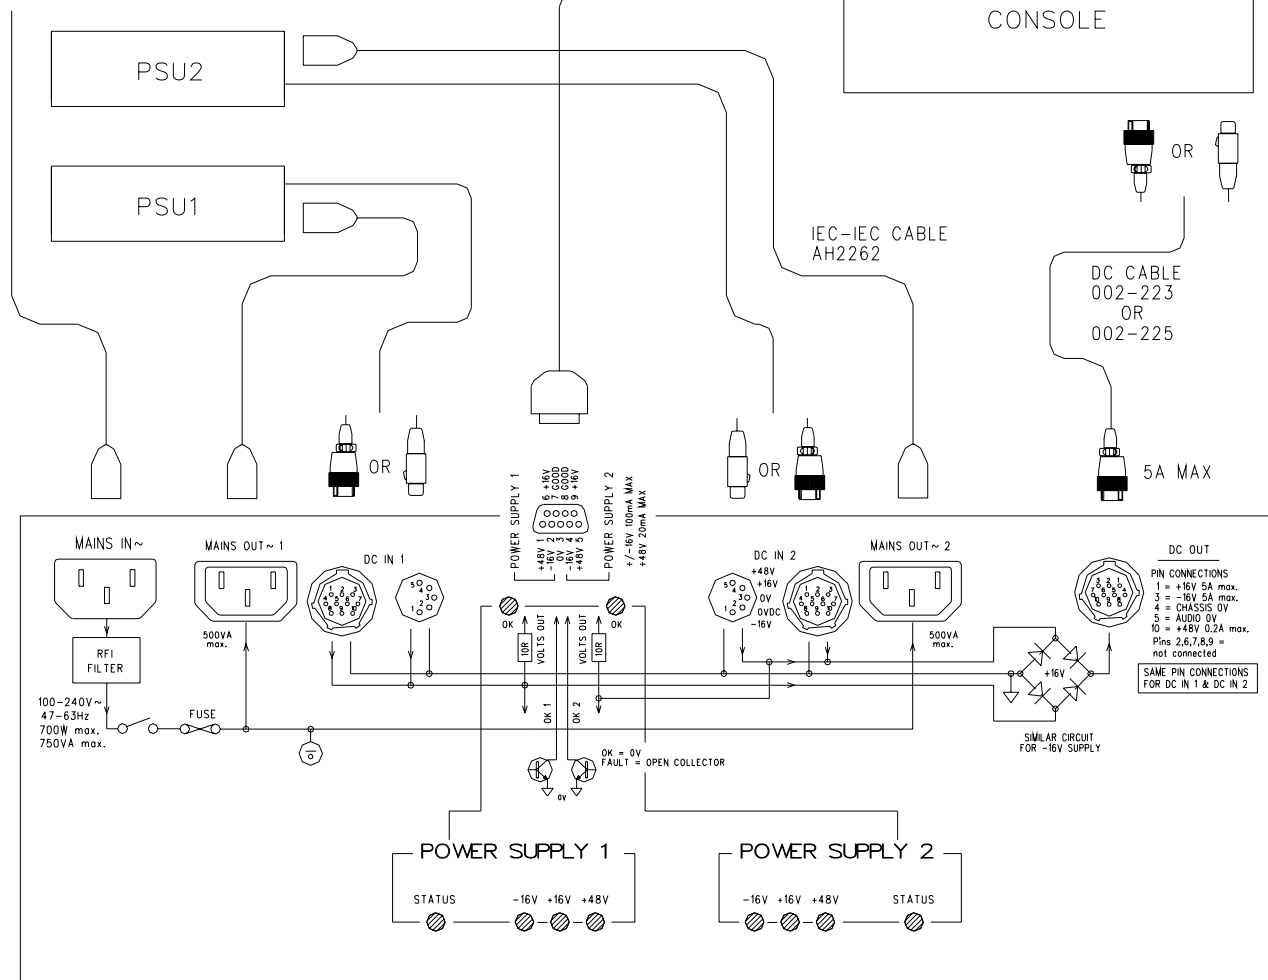 CONSOLE
PSU2
PSU1
OR
IEC-IEC CABLE
AH2262
DC CABLE
002-223
OR
002-225
OR
OR
5A MAX
POWER SUPPLY 1
6 +16V
7 GOOD
8 GOOD
9 +16V
+48V 1
-16V 2
0V 3
-16V 4
+48V 5
POWER SUPPLY 2
+/-16V 100mA MAX
+48V 20mA MAX
MAINS IN~
MAINS OUT~ 1
DC IN 1
DC IN 2
MAINS OUT~ 2
DC OUT
+48V
+16V
0V
0VDC
-16V
PIN CONNECTIONS
1 = +16V 5A max.
3 = -16V 5A max.
4 = CHASSIS 0V
5 = AUDIO 0V
10 = +48V 0.2A max.
Pins 2,6,7,8,9 =
not connected
SAME PIN CONNECTIONS
FOR DC IN 1 & DC IN 2
500VA
max.
OK
OK
10R
VOLTS OUT
VOLTS OUT
10R
500VA
max.
RFI
FILTER
+16V
100-240V~
47-63Hz
700W max.
750VA max.
FUSE
OK 1
OK 2
SIMILAR CIRCUIT
FOR -16V SUPPLY
OK = 0V
FAULT = OPEN COLLECTOR
0V
POWER SUPPLY 1
STATUS
-16V
+16V
+48V
POWER SUPPLY 2
-16V
+16V
+48V
STATUS